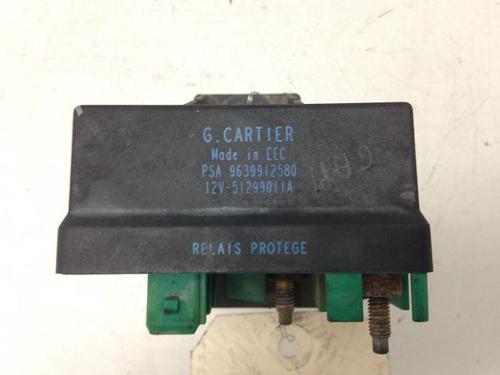 G.CARTIER
Made in EEC
PSA 9639912580
12V-51299011A
RELAIS PROTEGE